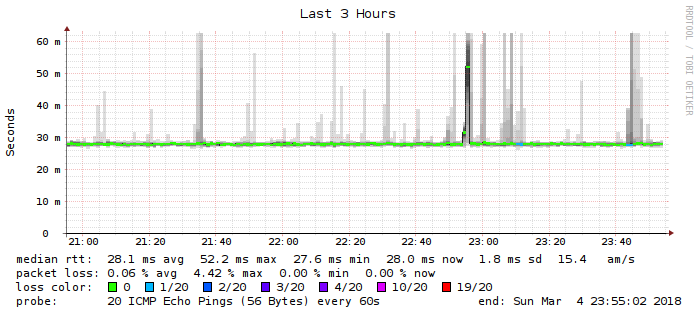 Last 3 Hours
RRDTOOL / TOBI OETIKER
Seconds
60 m
50 m
40 m
30 m
20 m
10 m
0
21:00 21:20 21:40 22:00 22:20 22:40 23:00 23:20 23:40
median rtt: 28.1 ms avg 52.2 ms max 27.6 ms min 28.0 ms now 1.8 ms sd 15.4 am/s
packet loss: 0.06 % avg 4.42 % max 0.00 % min 0.00 % now
loss color: 0 1/20 2/20 3/20 4/20 10/20 19/20
probe: 20 ICMP Echo Pings (56 Bytes) every 60s end: Sun Mar 4 23:55:02 2018